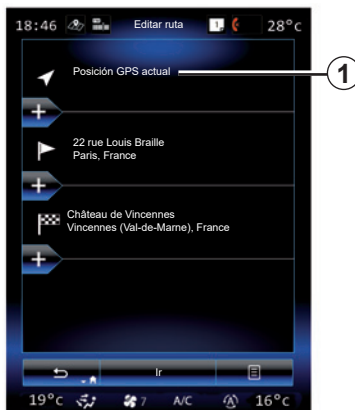 18:46 Editar ruta 1 28°c
Posición GPS actual
1
22 rue Louis Braille
Paris, France
Château de Vincennes
Vincennes (Val-de-Marne), France
Ir
19°c 7 A/C A 16°c